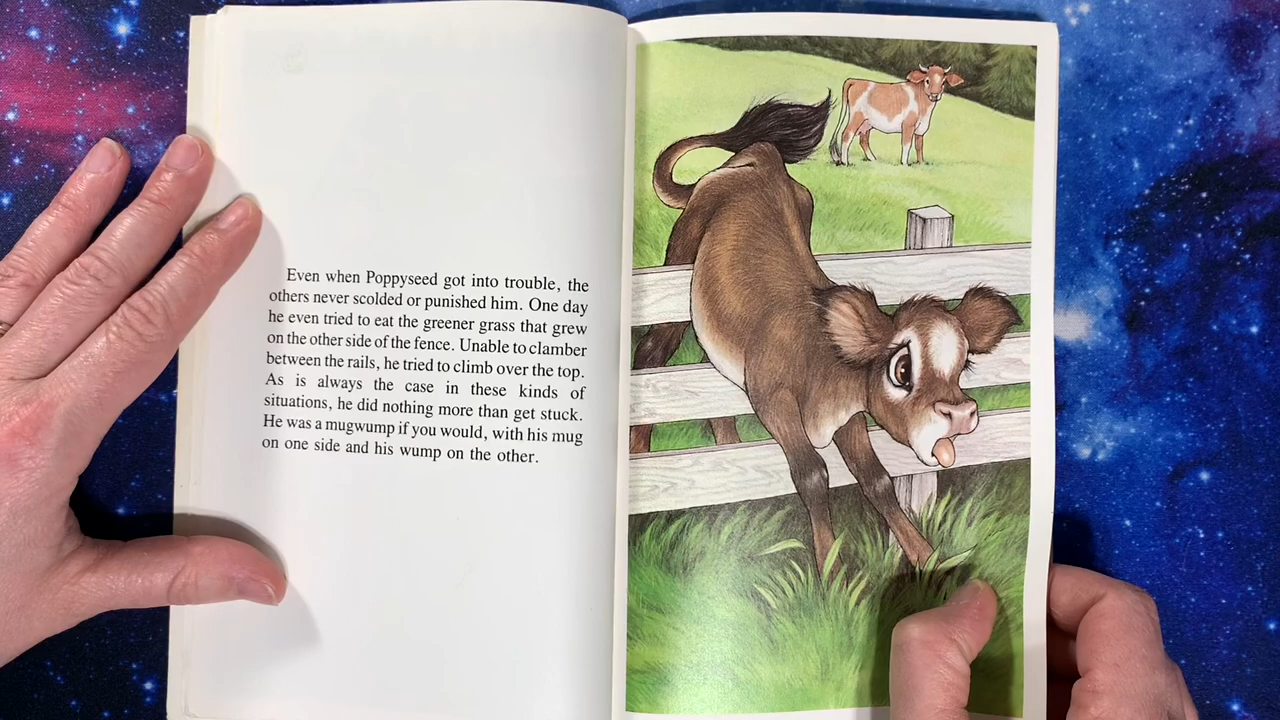 Even when Poppyseed got into trouble, the
others never scolded or punished him. One day
he even tried to eat the greener grass that grew
on the other side of the fence. Unable to clamber
between the rails, he tried to climb over the top.
As is always the case in these kinds of
situations, he did nothing more than get stuck.
He was a mugwump if you would, with his mug
on one side and his wump on the other.